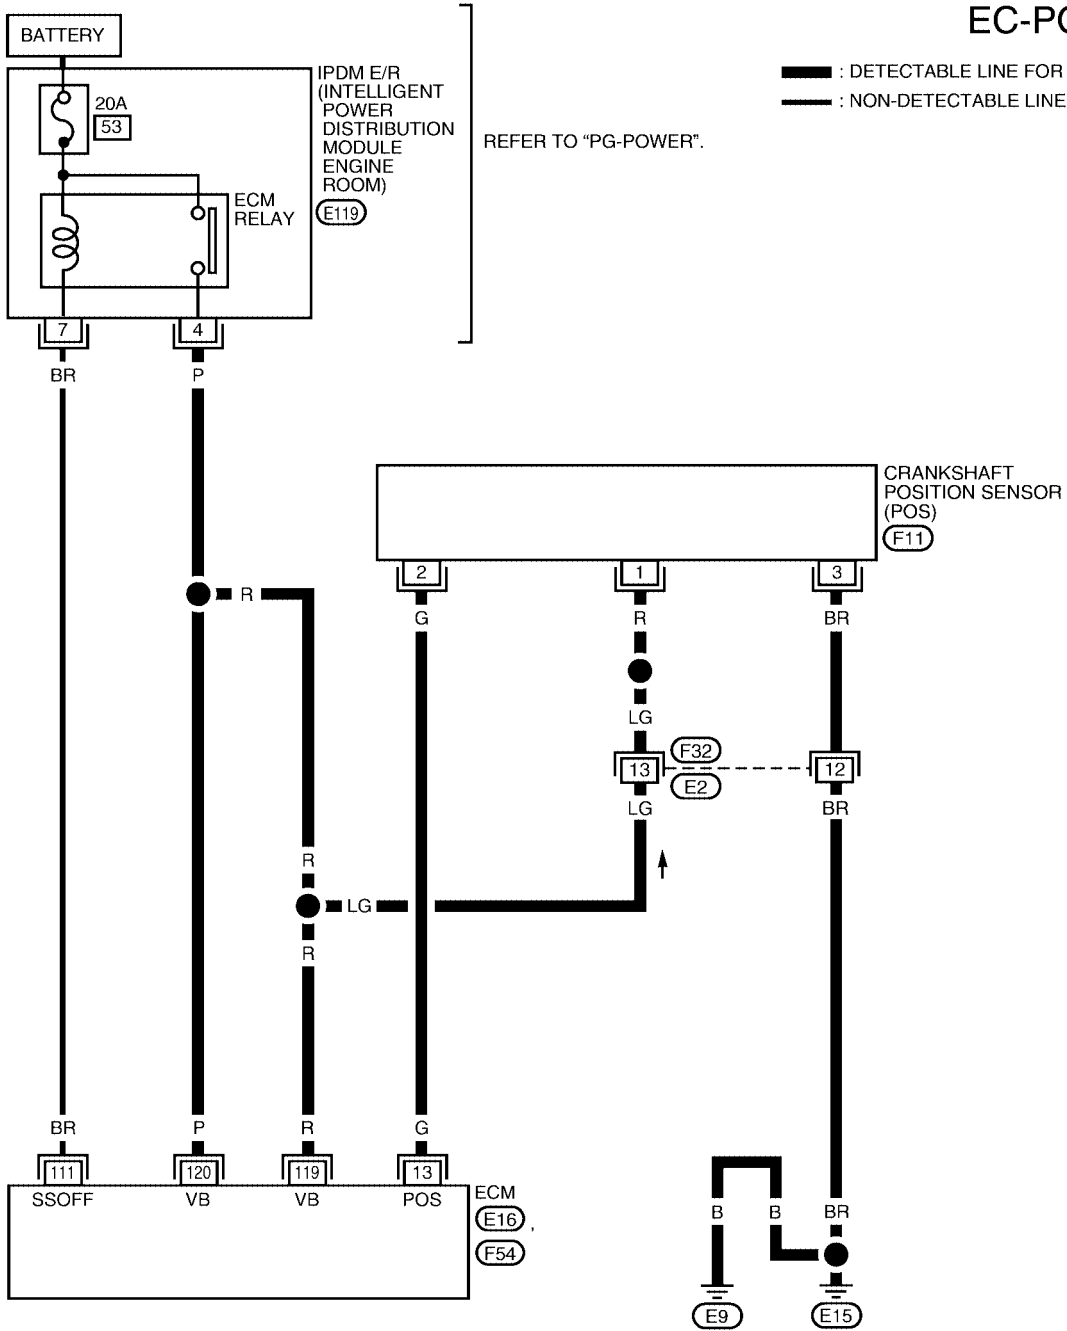 EC-PO
BATTERY
: DETECTABLE LINE FOR
: NON-DETECTABLE LINE
IPDM E/R
(INTELLIGENT
POWER
DISTRIBUTION
MODULE
ENGINE
ROOM)
E119
20A
53
REFER TO “PG-POWER”.
ECM
RELAY
7
4
BR
P
CRANKSHAFT
POSITION SENSOR
(POS)
F11
2
1
3
R
G
R
BR
LG
F32
13
12
E2
LG
BR
R
LG
R
BR
P
R
G
111
120
119
13
SSOFF
VB
VB
POS
ECM
E16 ,
F54
B
B
BR
E9
E15